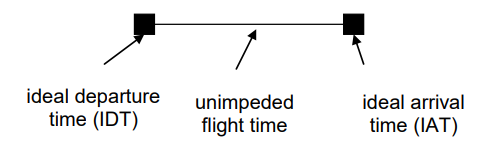 ideal departure
time (IDT)
unimpeded
flight time
ideal arrival
time (IAT)